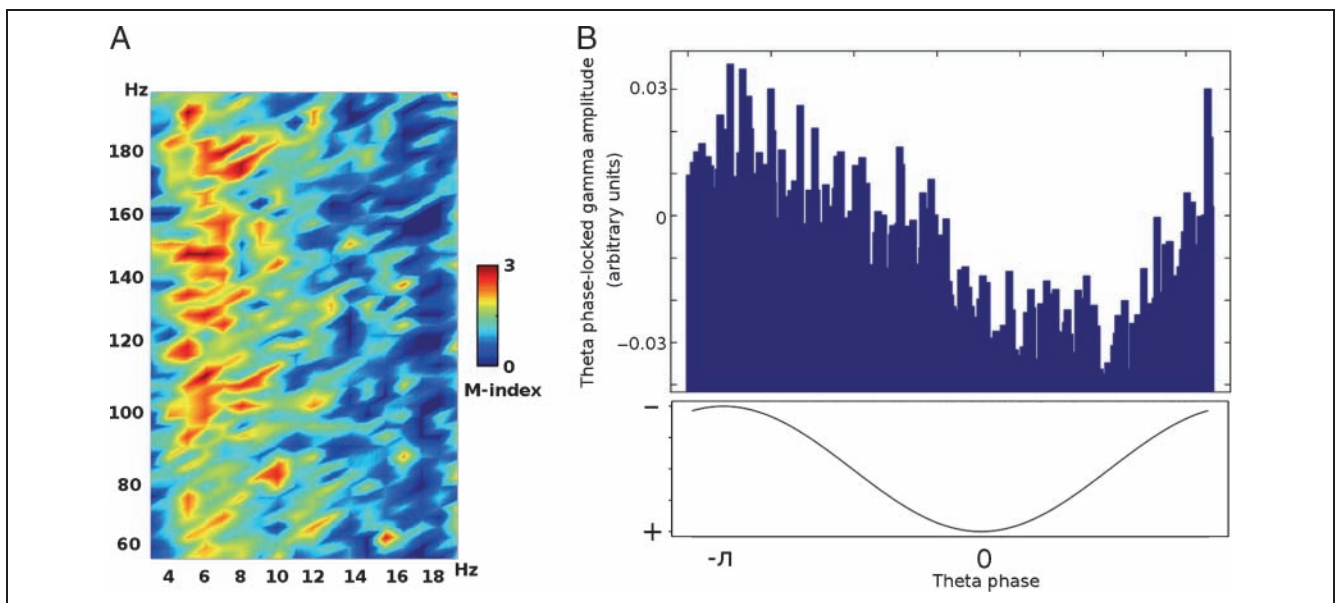 A
Hz
180
160
140
120
100
80
60
4 6 8 10 12 14 16 18 Hz
3
0
M-index
B
Theta phase-locked gamma amplitude
(arbitrary units)
0.03
0
−0.03
−
+
-л 0
Theta phase